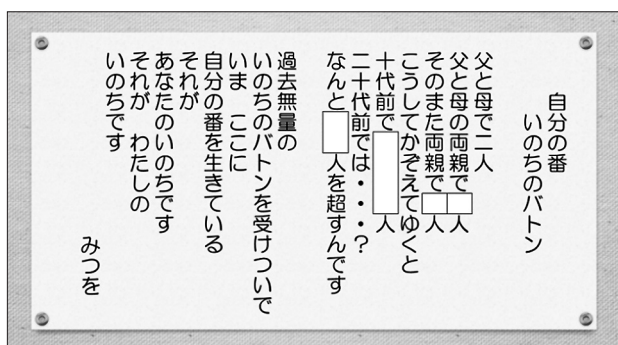 自分の番
いのちのバトン
父と母で二人
父と母の両親で□人
そのまた両親で□人
こうしてかぞえてゆくと
十代前で□人
二十代前では・・・?
なんと□人を超すんです
過去無量の
いのちのバトンを受けついで
いま　ここに
自分の番を生きている
それが
あなたのいのちです
それが　わたしの
いのちです
みつを